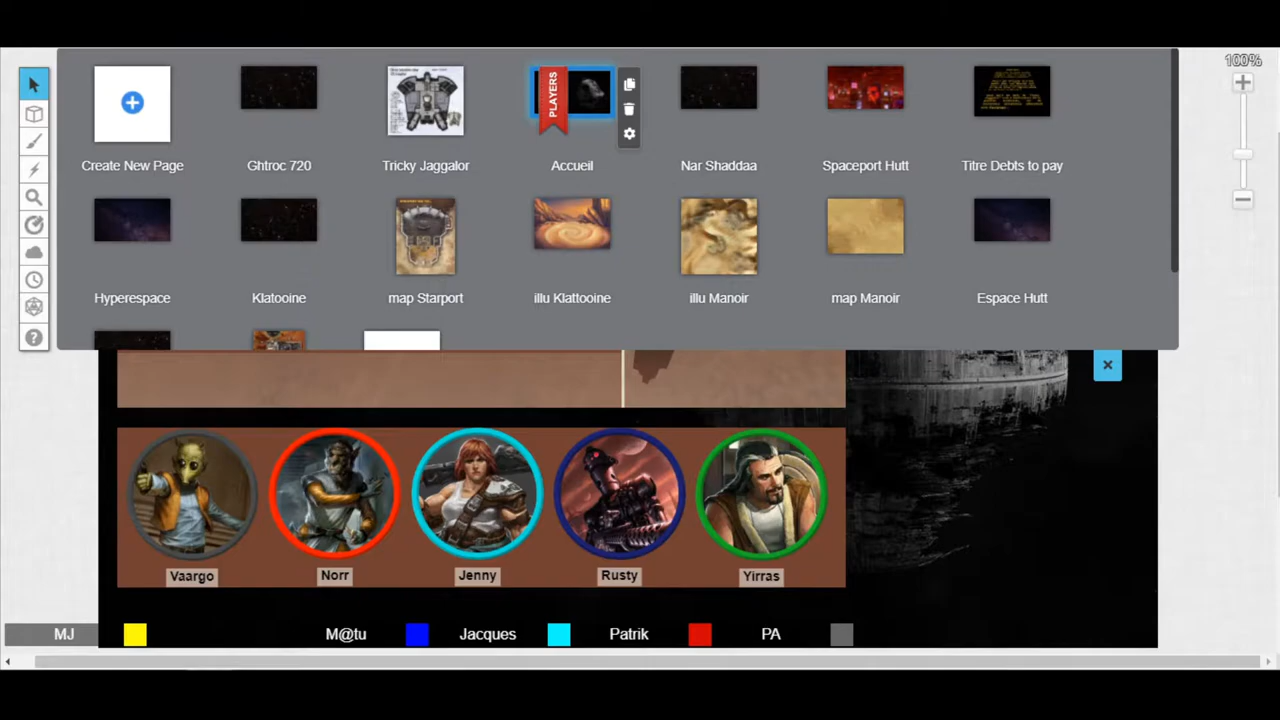 100%
PLAYERS
Create New Page
Ghtroc 720
Tricky Jaggalor
Accueil
Nar Shaddaa
Spaceport Hutt
Titre Debts to pay
Hyperespace
Klatooine
map Starport
illu Klattooine
illu Manoir
map Manoir
Espace Hutt
Vaargo
Norr
Jenny
Rusty
Yirras
MJ
M@tu
Jacques
Patrik
PA